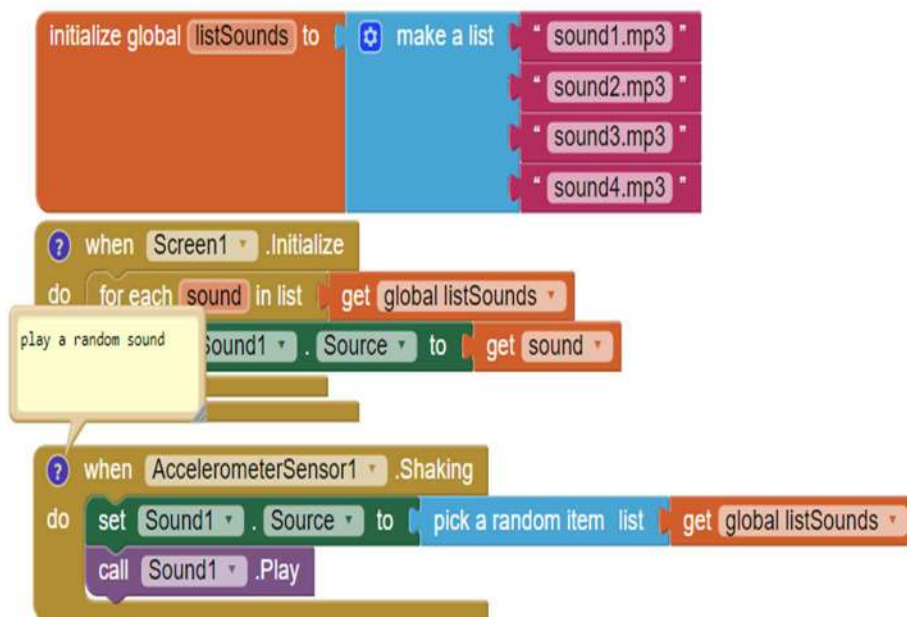 initialize global listSounds to make a list " sound1.mp3 "
" sound2.mp3 "
" sound3.mp3 "
" sound4.mp3 "
? when Screen1 .Initialize
do for each sound in list get global listSounds
Sound1 . Source to get sound
play a random sound
? when AccelerometerSensor1 .Shaking
do set Sound1 . Source to pick a random item list get global listSounds
call Sound1 .Play